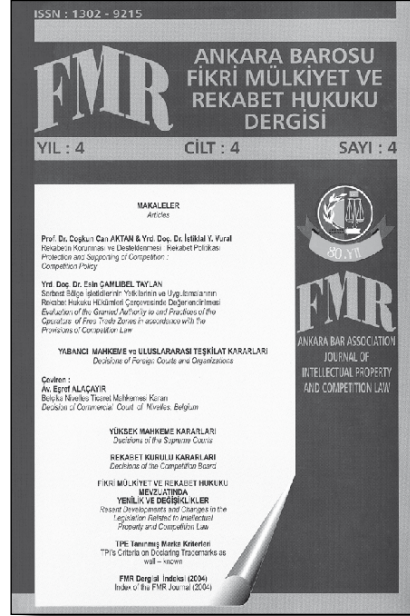 ISSN : 1302 - 9215
FMR
ANKARA BAROSU
FİKRİ MÜLKİYET VE
REKABET HUKUKU
DERGİSİ
YIL : 4
CİLT : 4
SAYI : 4
MAKALELER
Articles
Prof. Dr. Coşkun Can AKTAN & Yrd. Doç. Dr. İstiklal Y. Vural
Rekabetin Korunması ve Desteklenmesi : Rekabet Politikası
Protection and Supporting of Competition :
Competition Policy
Yrd. Doç. Dr. Esin ÇAMLIBEL TAYLAN
Serbest Bölge İşleticilerinin Yetkilerinin ve Uygulamalarının
Rekabet Hukuku Hükümleri Çerçevesinde Değerlendirilmesi
Evaluation of the Granted Authority to and Practices of the
Operators of Free Trade Zones in accordance with the
Provisions of Competition Law
YABANCI MAHKEME ve ULUSLARARASI TEŞKİLAT KARARLARI
Decisions of Foreign Courts and Organizations
Çeviren :
Av. Eşref ALAÇAYIR
Belçika Nivelles Ticaret Mahkemesi Kararı
Decision of Commercial Court of Nivelles, Belgium
YÜKSEK MAHKEME KARARLARI
Decisions of the Supreme Courts
REKABET KURULU KARARLARI
Decisions of the Competition Board
FİKRİ MÜLKİYET VE REKABET HUKUKU
MEVZUATINDA
YENİLİK VE DEĞİŞİKLİKLER
Resent Developments and Changes in the
Legislation Related to Intellectual
Property and Competition Law
TPE Tanınmış Marka Kriterleri
TPI's Criteria on Declaring Trademarks as
well – known
FMR Dergisi İndeksi (2004)
Index of the FMR Journal (2004)
80.YIL
FMR
ANKARA BAR ASSOCIATION
JOURNAL OF
INTELLECTUAL PROPERTY
AND COMPETITION LAW